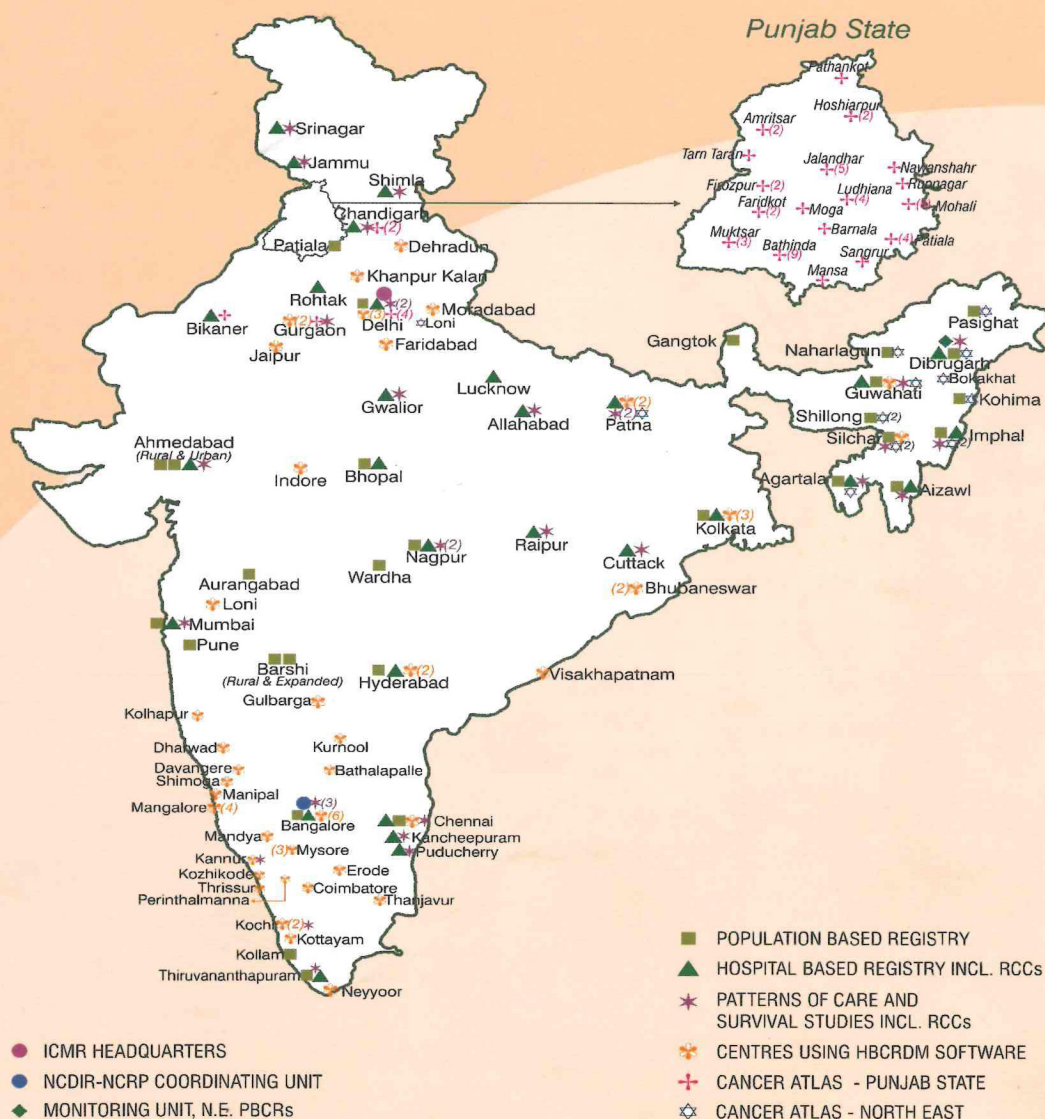 Punjab State
Pathankot
Hoshiarpur
(2)
Amritsar
(2)
Tarn Taran
Jalandhar
(5)
Nawanshahr
Rupnagar
Firozpur
(2)
Ludhiana
(4)
Mohali
Faridkot
(2)
Moga
Muktsar
(3)
Barnala
(4)
Patiala
Bathinda
(9)
Sangrur
Mansa
Srinagar
Jammu
Shimla
Chandigarh
(2)
Patiala
Dehradun
Khanpur Kalan
Rohtak
(2)
Bikaner
(2)
Gurgaon
(3)
Delhi
(4)
Loni
Moradabad
Jaipur
Faridabad
Gangtok
Pasighat
Naharlagun
Dibrugarh
Lucknow
Guwahati
Bokakhat
Kohima
Gwalior
Allahabad
(2)
(2)
Patna
Shillong
(2)
Silchar
(2)
Imphal
(2)
Ahmedabad
(Rural & Urban)
Indore
Bhopal
Agartala
Aizawl
(3)
Kolkata
Raipur
(2)
Nagpur
Cuttack
Wardha
Aurangabad
(2)
Bhubaneswar
Loni
Mumbai
Pune
Barshi
(Rural & Expanded)
(2)
Hyderabad
Visakhapatnam
Gulbarga
Kolhapur
Dharwad
Kurnool
Davangere
Bathalapalle
Shimoga
Manipal
Mangalore
(4)
(3)
(6)
Bangalore
Chennai
Mandya
Kancheepuram
(3)
Mysore
Puducherry
Kannur
Kozhikode
Erode
Thrissur
Coimbatore
Perinthalmanna
Thanjavur
Kochi
(2)
Kottayam
Kollam
Thiruvananthapuram
Neyyoor
POPULATION BASED REGISTRY
HOSPITAL BASED REGISTRY INCL. RCCs
PATTERNS OF CARE AND
SURVIVAL STUDIES INCL. RCCs
ICMR HEADQUARTERS
CENTRES USING HBCRDM SOFTWARE
NCDIR-NCRP COORDINATING UNIT
CANCER ATLAS - PUNJAB STATE
MONITORING UNIT, N.E. PBCRs
CANCER ATLAS - NORTH EAST